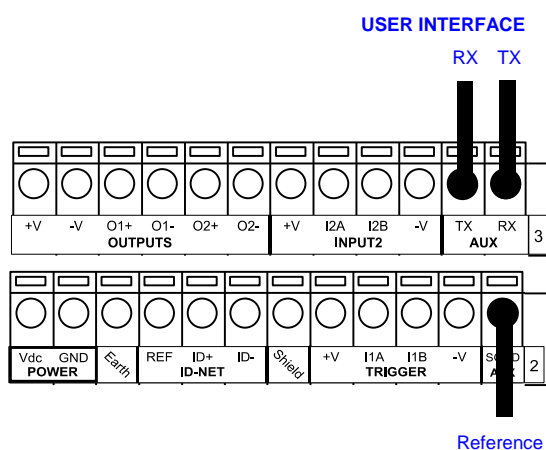 USER INTERFACE
RX TX
+V -V O1+ O1- O2+ O2- +V I2A I2B -V TX RX
OUTPUTS INPUT2 AUX 3
Vdc GND Earth REF ID+ ID- Shield +V I1A I1B -V
POWER ID-NET TRIGGER 2
Reference